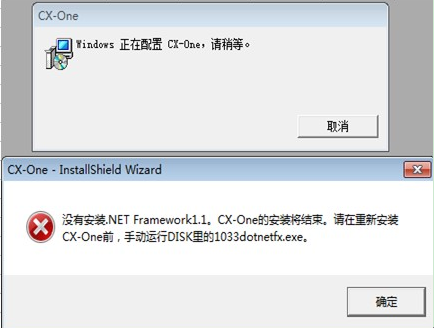 CX-One
Windows 正在配置 CX-One，请稍等。
取消
CX-One - InstallShield Wizard
没有安装.NET Framework1.1。CX-One的安装将结束。请在重新安装
CX-One前，手动运行DISK里的1033dotnetfx.exe。
确定